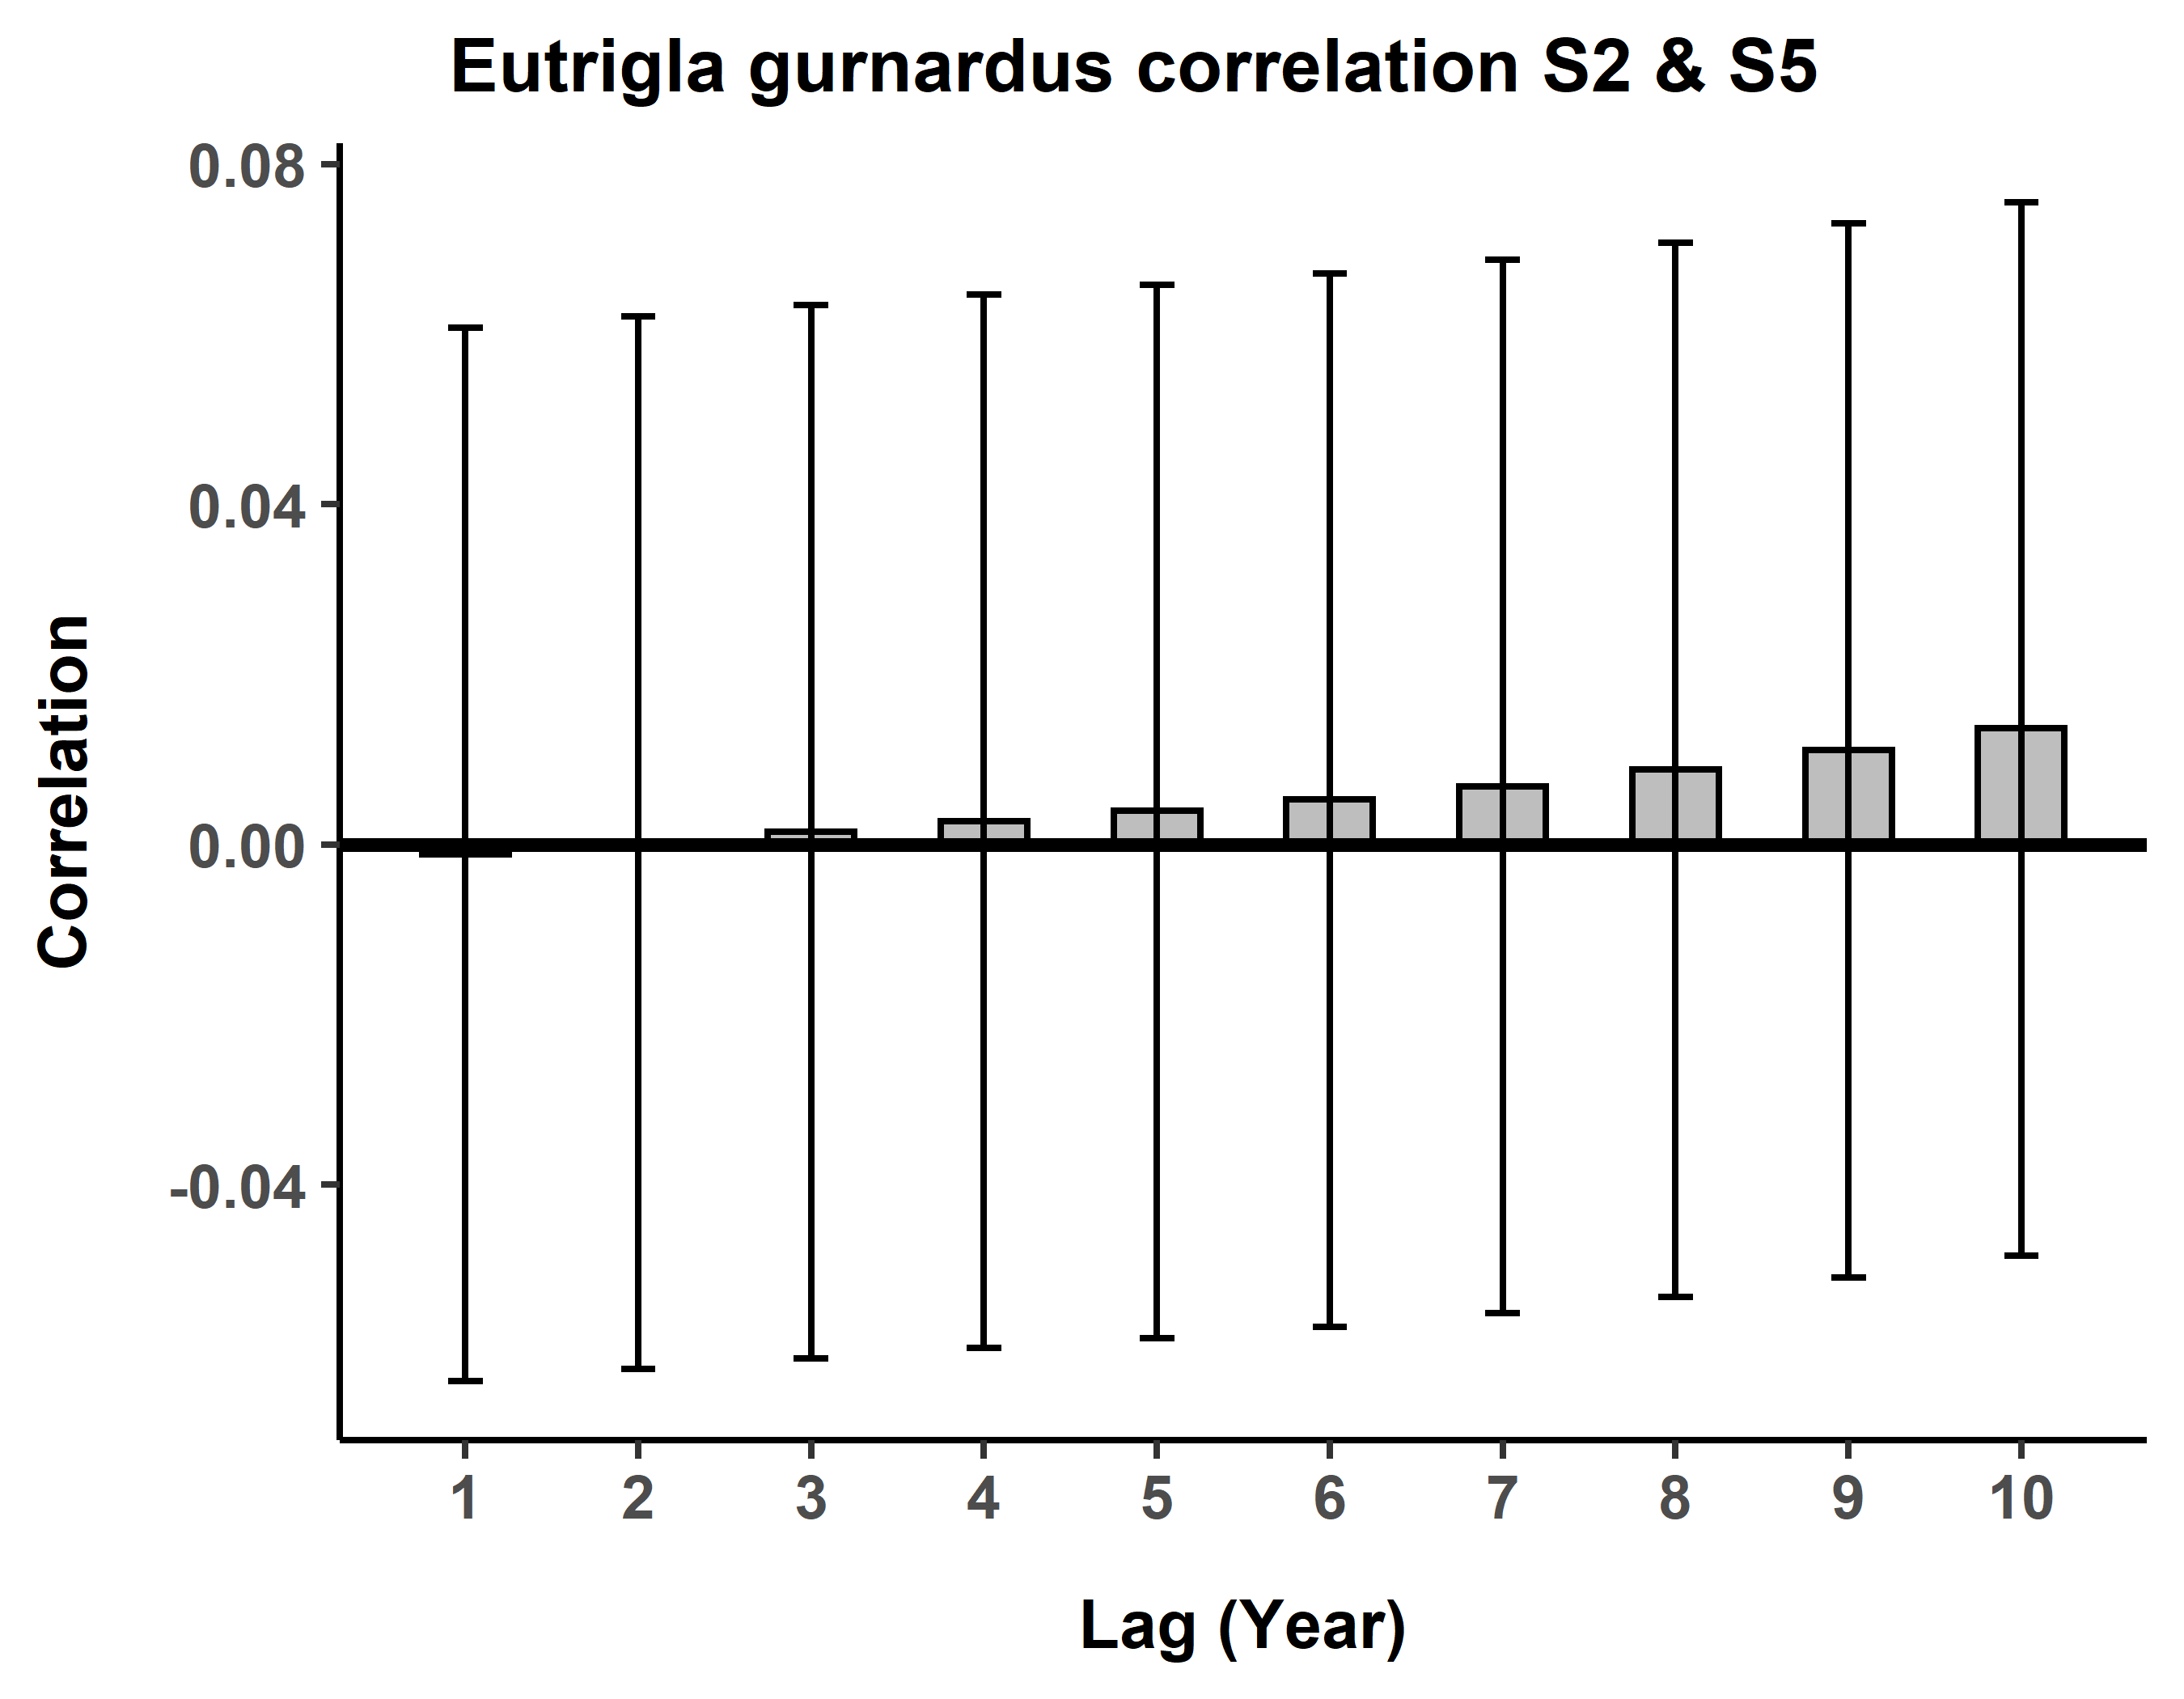 Eutrigla gurnardus correlation S2 & S5
0.08
0.04
0.00
-0.04
Correlation
1 2 3 4 5 6 7 8 9 10
Lag (Year)